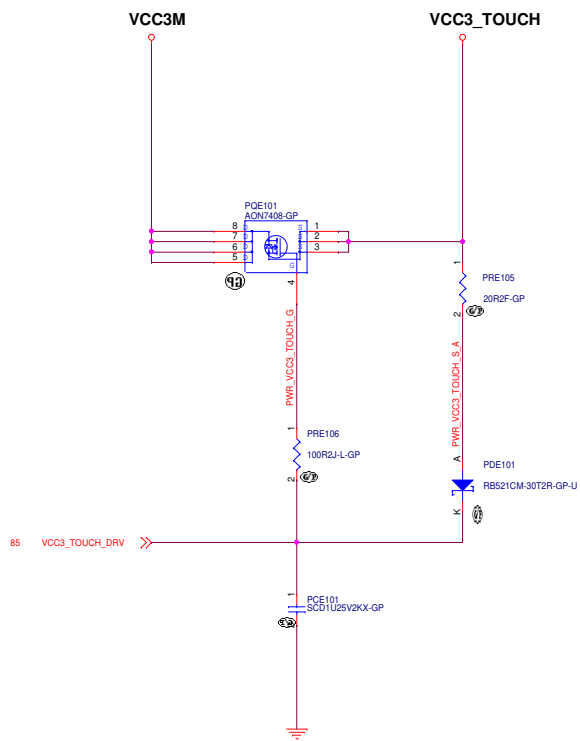 VCC3M
VCC3_TOUCH
PQE101
AON7408-GP
8 D S 1
7 D S 2
6 D S 3
5 D
G
4
GP
PWR_VCC3_TOUCH_G
1
PRE105
20R2F-GP
2
PWR_VCC3_TOUCH_S_A
1
PRE106
100R2J-L-GP
2
A
PDE101
RB521CM-30T2R-GP-U
K
85 VCC3_TOUCH_DRV
1
PCE101
SCD1U25V2KX-GP